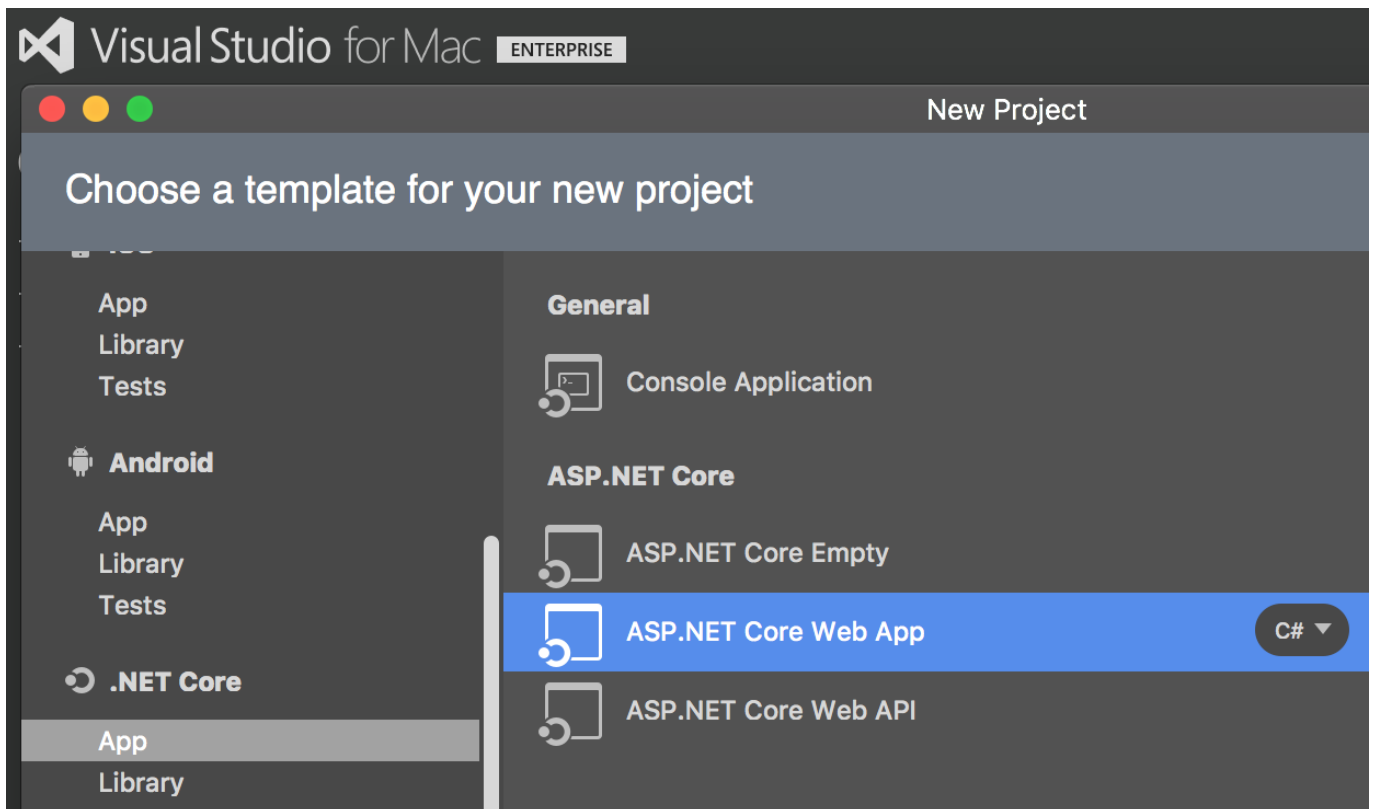 Visual Studio for Mac ENTERPRISE
New Project
Choose a template for your new project
App
Library
Tests
Android
App
Library
Tests
.NET Core
App
Library
General
Console Application
ASP.NET Core
ASP.NET Core Empty
ASP.NET Core Web App C#
ASP.NET Core Web API